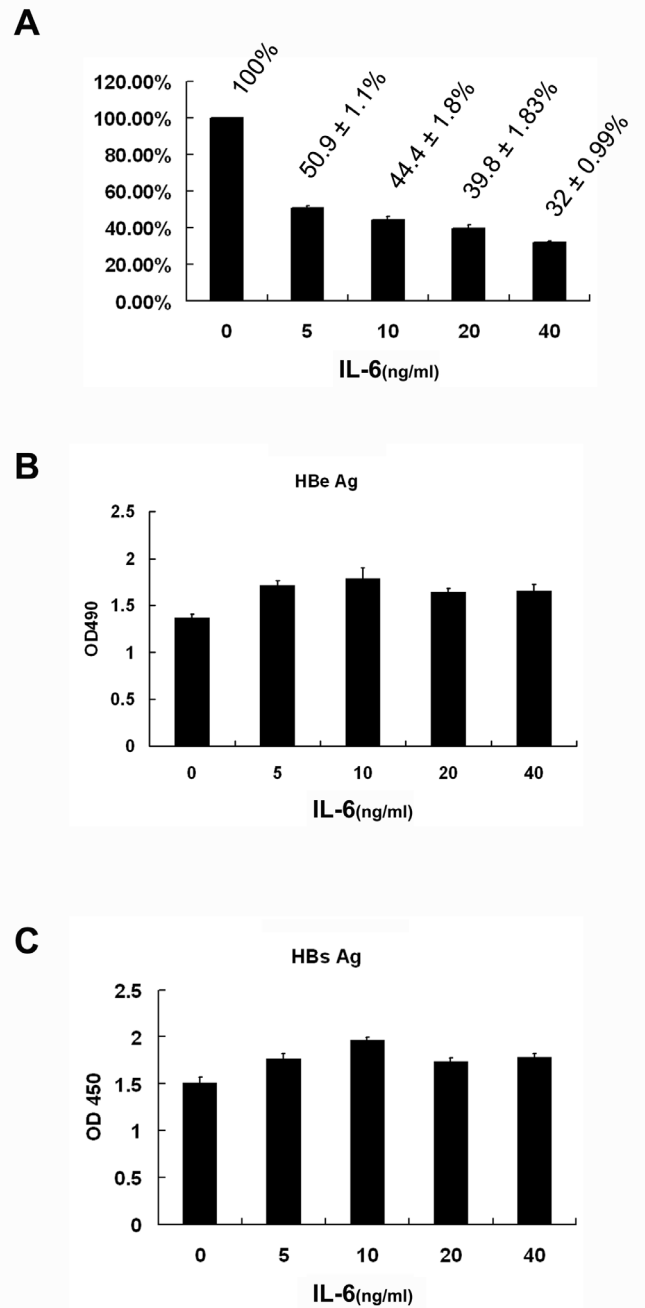 A
100%
50.9 ± 1.1%
44.4 ± 1.8%
39.8 ± 1.83%
32 ± 0.99%
120.00%
100.00%
80.00%
60.00%
40.00%
20.00%
0.00%
0 5 10 20 40
IL-6(ng/ml)
B
HBe Ag
OD490
2.5
2
1.5
1
0.5
0
0 5 10 20 40
IL-6(ng/ml)
C
HBs Ag
OD 450
2.5
2
1.5
1
0.5
0
0 5 10 20 40
IL-6(ng/ml)